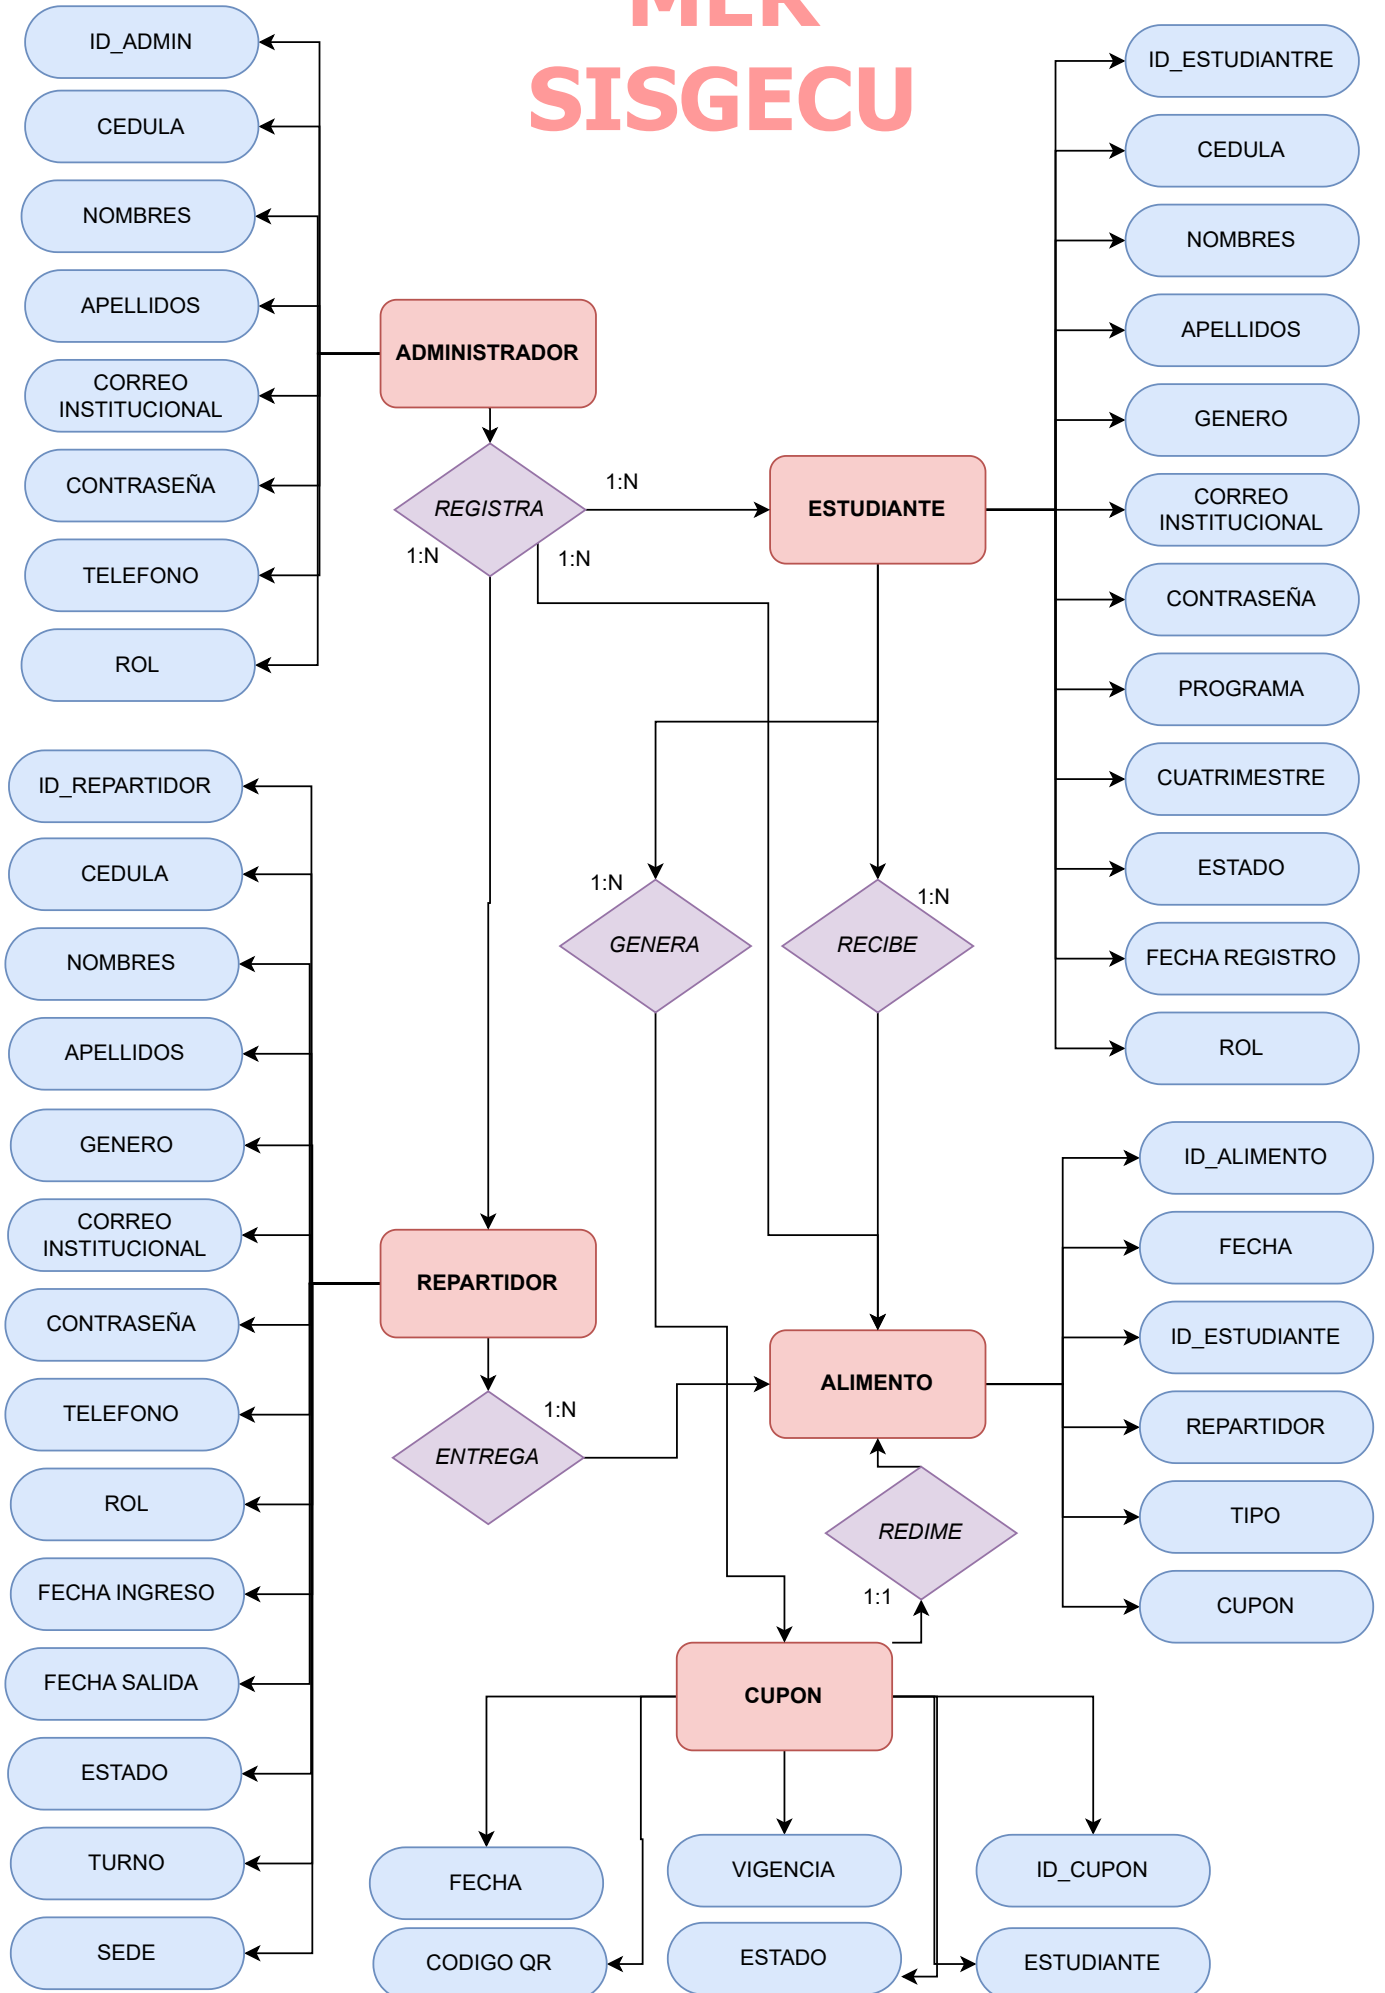 MER
SISGECU
ID_ADMIN
CEDULA
NOMBRES
APELLIDOS
CORREO
INSTITUCIONAL
CONTRASEÑA
TELEFONO
ROL
ADMINISTRADOR
REGISTRA
1:N
1:N
1:N
ESTUDIANTE
ID_ESTUDIANTRE
CEDULA
NOMBRES
APELLIDOS
GENERO
CORREO
INSTITUCIONAL
CONTRASEÑA
PROGRAMA
CUATRIMESTRE
ESTADO
FECHA REGISTRO
ROL
1:N
GENERA
1:N
RECIBE
ID_REPARTIDOR
CEDULA
NOMBRES
APELLIDOS
GENERO
CORREO
INSTITUCIONAL
CONTRASEÑA
TELEFONO
ROL
FECHA INGRESO
FECHA SALIDA
ESTADO
TURNO
SEDE
REPARTIDOR
1:N
ENTREGA
ALIMENTO
ID_ALIMENTO
FECHA
ID_ESTUDIANTE
REPARTIDOR
TIPO
CUPON
REDIME
1:1
CUPON
FECHA
VIGENCIA
ID_CUPON
CODIGO QR
ESTADO
ESTUDIANTE